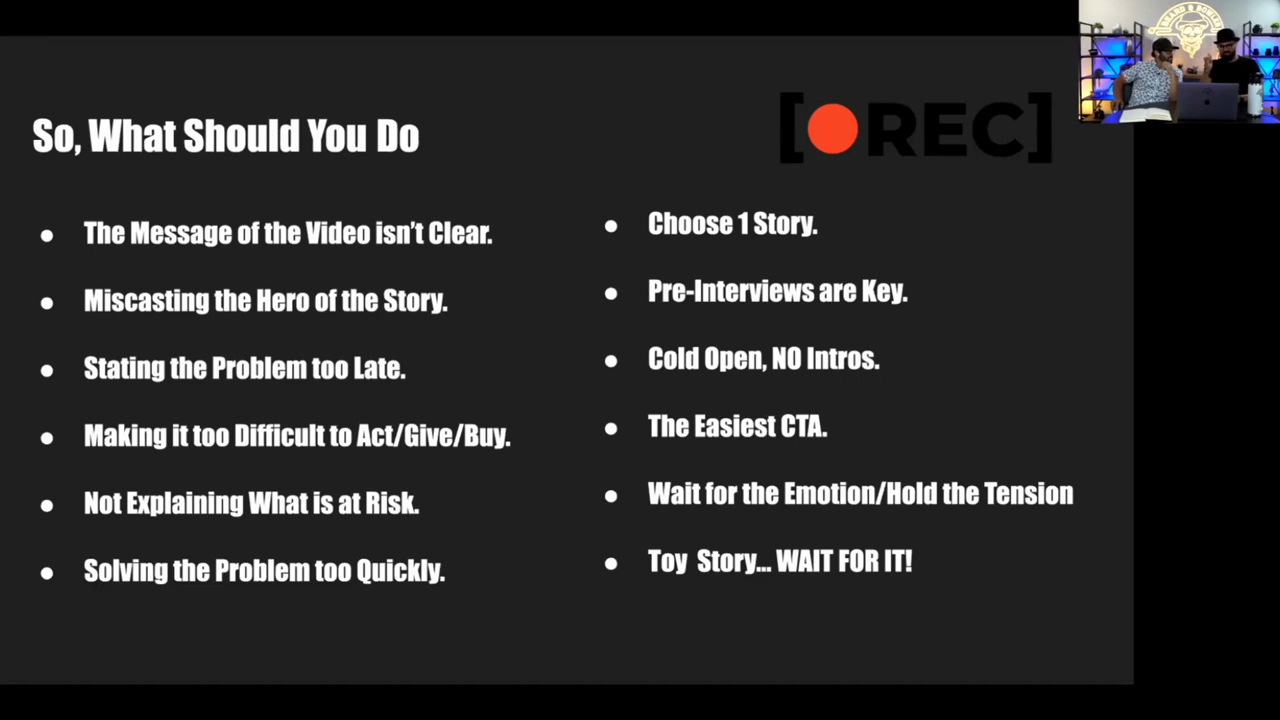 So, What Should You Do
[REC]
BEARD & BOWLER
● The Message of the Video isn't Clear.
● Miscasting the Hero of the Story.
● Stating the Problem too Late.
● Making it too Difficult to Act/Give/Buy.
● Not Explaining What is at Risk.
● Solving the Problem too Quickly.
● Choose 1 Story.
● Pre-Interviews are Key.
● Cold Open, NO Intros.
● The Easiest CTA.
● Wait for the Emotion/Hold the Tension
● Toy Story... WAIT FOR IT!